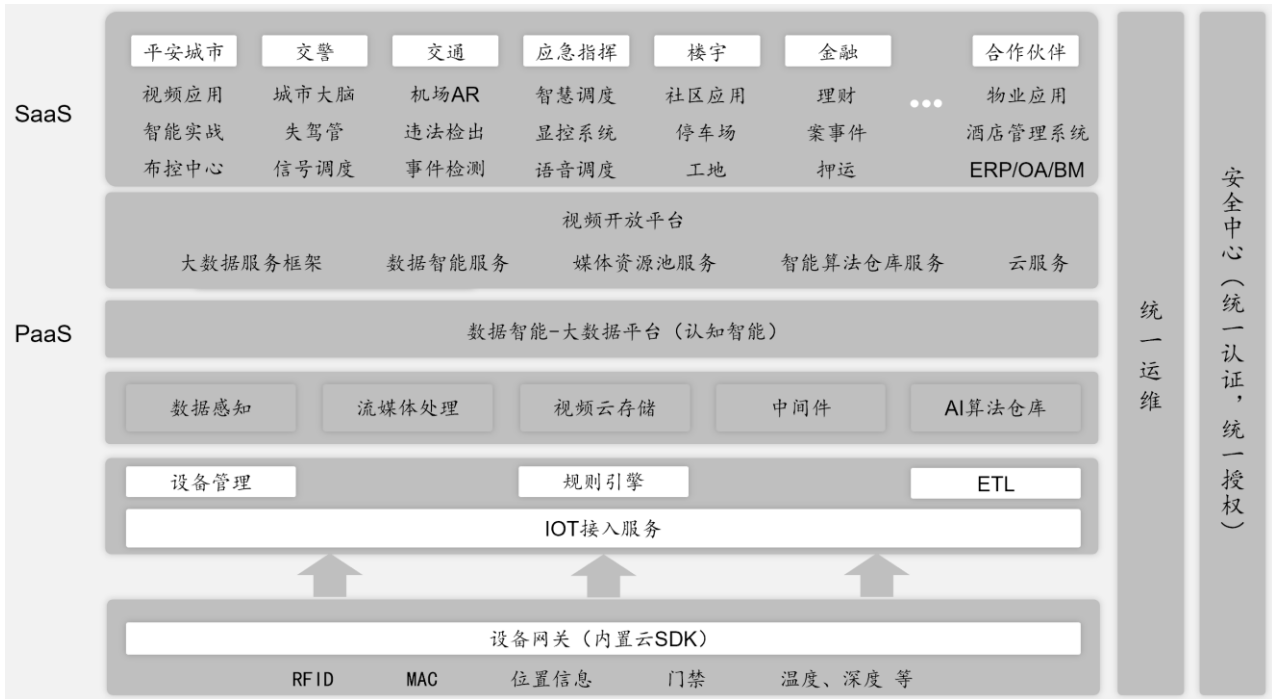 SaaS
平安城市 交警 交通 应急指挥 楼宇 金融 合作伙伴
视频应用 城市大脑 机场AR 智慧调度 社区应用 理财 ••• 物业应用
智能实战 失驾管 违法检出 显控系统 停车场 案事件 酒店管理系统
布控中心 信号调度 事件检测 语音调度 工地 押运 ERP/OA/BM
视频开放平台
大数据服务框架 数据智能服务 媒体资源池服务 智能算法仓库服务 云服务
PaaS
数据智能-大数据平台（认知智能）
数据感知 流媒体处理 视频云存储 中间件 AI算法仓库
设备管理 规则引擎 ETL
IOT接入服务
设备网关（内置云SDK）
RFID MAC 位置信息 门禁 温度、深度 等
统一运维
安全中心（统一认证，统一授权）